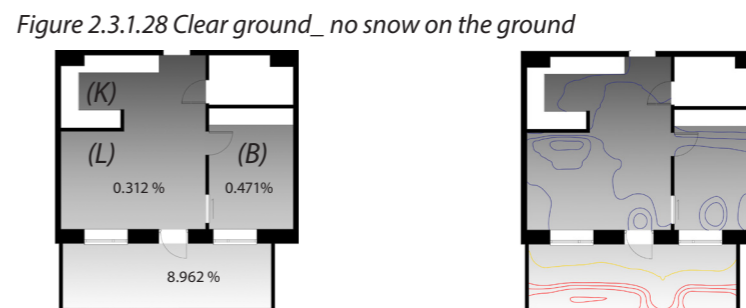 Figure 2.3.1.28 Clear ground_ no snow on the ground
(K)
(L) (B)
0.312 % 0.471%
8.962 %